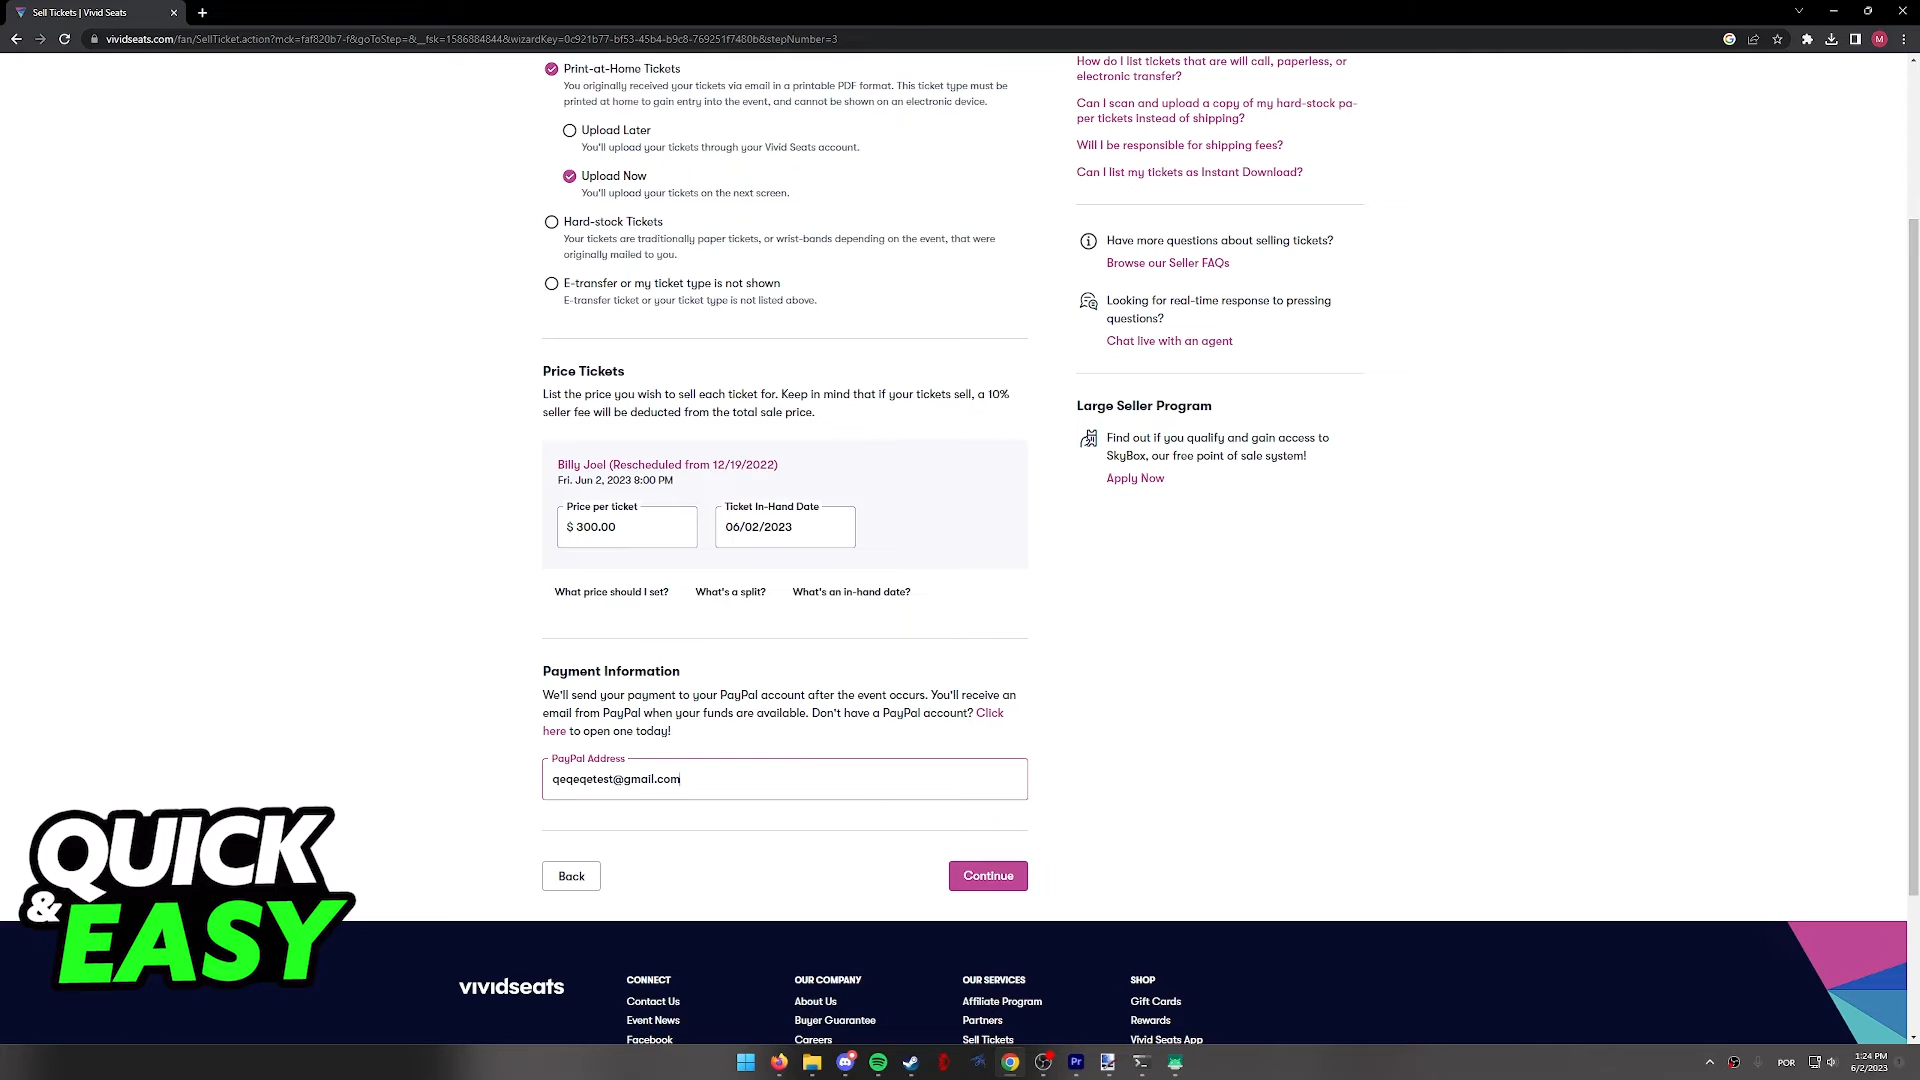 Sell Tickets | Vivid Seats
vividseats.com/fan/SellTicket.action?mck=faf820b7-f&goToStep=&__fsk=1586884844&wizardKey=0c921b77-bf53-45b4-b9c8-769251f7480b&stepNumber=3
M
Print-at-Home Tickets
You originally received your tickets via email in a printable PDF format. This ticket type must be
printed at home to gain entry into the event, and cannot be shown on an electronic device.
Upload Later
You'll upload your tickets through your Vivid Seats account.
Upload Now
You'll upload your tickets on the next screen.
Hard-stock Tickets
Your tickets are traditionally paper tickets, or wrist-bands depending on the event, that were
originally mailed to you.
E-transfer or my ticket type is not shown
E-transfer ticket or your ticket type is not listed above.
Price Tickets
List the price you wish to sell each ticket for. Keep in mind that if your tickets sell, a 10%
seller fee will be deducted from the total sale price.
Billy Joel (Rescheduled from 12/19/2022)
Fri. Jun 2, 2023 8:00 PM
Price per ticket
$ 300.00
Ticket In-Hand Date
06/02/2023
What price should I set?
What's a split?
What's an in-hand date?
Payment Information
We'll send your payment to your PayPal account after the event occurs. You'll receive an
email from PayPal when your funds are available. Don't have a PayPal account? Click
here to open one today!
PayPal Address
qeqeqetest@gmail.com
Back
Continue
How do I list tickets that are will call, paperless, or
electronic transfer?
Can I scan and upload a copy of my hard-stock pa-
per tickets instead of shipping?
Will I be responsible for shipping fees?
Can I list my tickets as Instant Download?
Have more questions about selling tickets?
Browse our Seller FAQs
Looking for real-time response to pressing
questions?
Chat live with an agent
Large Seller Program
Find out if you qualify and gain access to
SkyBox, our free point of sale system!
Apply Now
QUICK
& EASY
vividseats
CONNECT
Contact Us
Event News
Facebook
OUR COMPANY
About Us
Buyer Guarantee
Careers
OUR SERVICES
Affiliate Program
Partners
Sell Tickets
SHOP
Gift Cards
Rewards
Vivid Seats App
Pr
POR
1:24 PM
6/2/2023